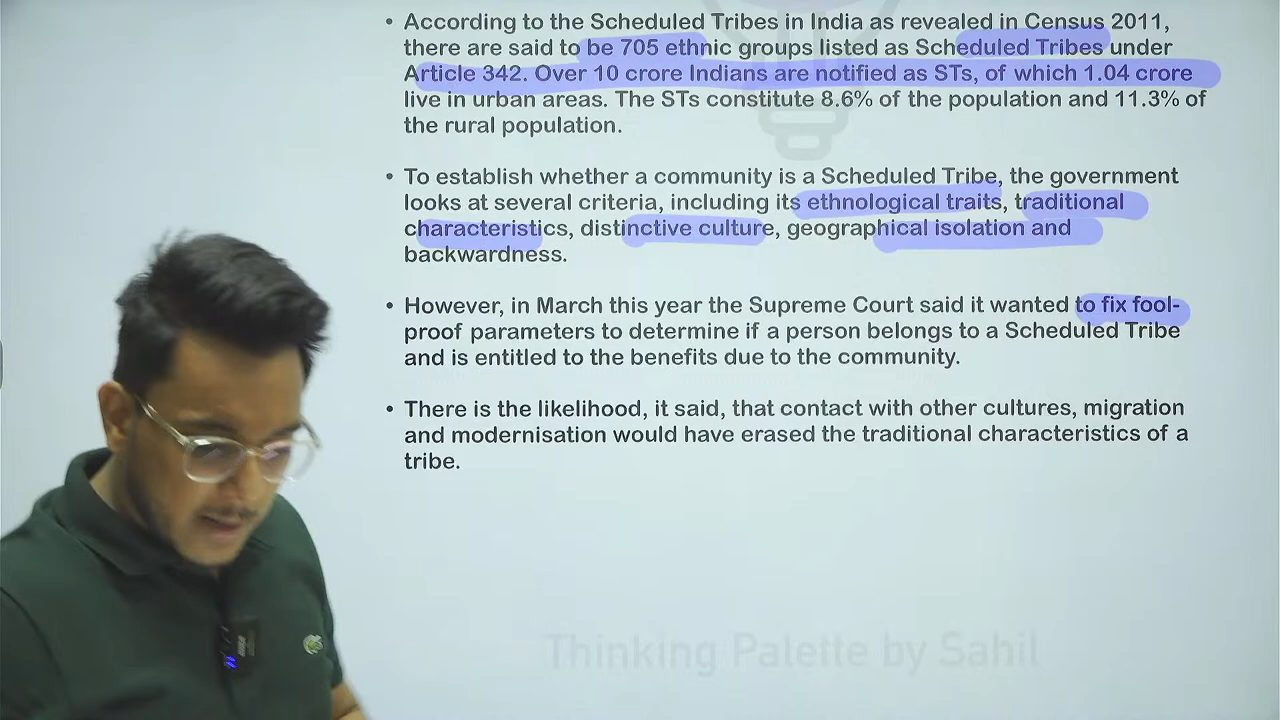 • According to the Scheduled Tribes in India as revealed in Census 2011,
there are said to be 705 ethnic groups listed as Scheduled Tribes under
Article 342. Over 10 crore Indians are notified as STs, of which 1.04 crore
live in urban areas. The STs constitute 8.6% of the population and 11.3% of
the rural population.
• To establish whether a community is a Scheduled Tribe, the government
looks at several criteria, including its ethnological traits, traditional
characteristics, distinctive culture, geographical isolation and
backwardness.
• However, in March this year the Supreme Court said it wanted to fix fool-
proof parameters to determine if a person belongs to a Scheduled Tribe
and is entitled to the benefits due to the community.
• There is the likelihood, it said, that contact with other cultures, migration
and modernisation would have erased the traditional characteristics of a
tribe.
Thinking Palette by Sahil